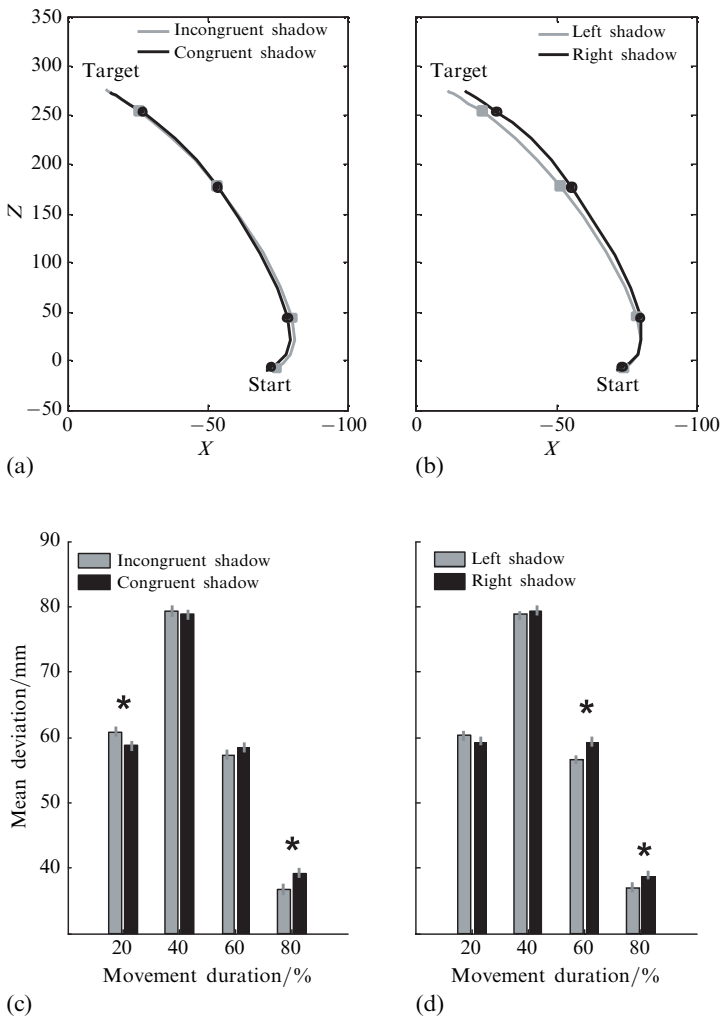 350
300
250
200
150
100
50
0
−50
Z
Incongruent shadow
Congruent shadow
Target
Start
0
−50
−100
X
(a)
Left shadow
Right shadow
Target
Start
0
−50
−100
X
(b)
90
80
70
60
50
40
Mean deviation/mm
Incongruent shadow
Congruent shadow
*
*
20 40 60 80
Movement duration/%
(c)
Left shadow
Right shadow
*
*
20 40 60 80
Movement duration/%
(d)